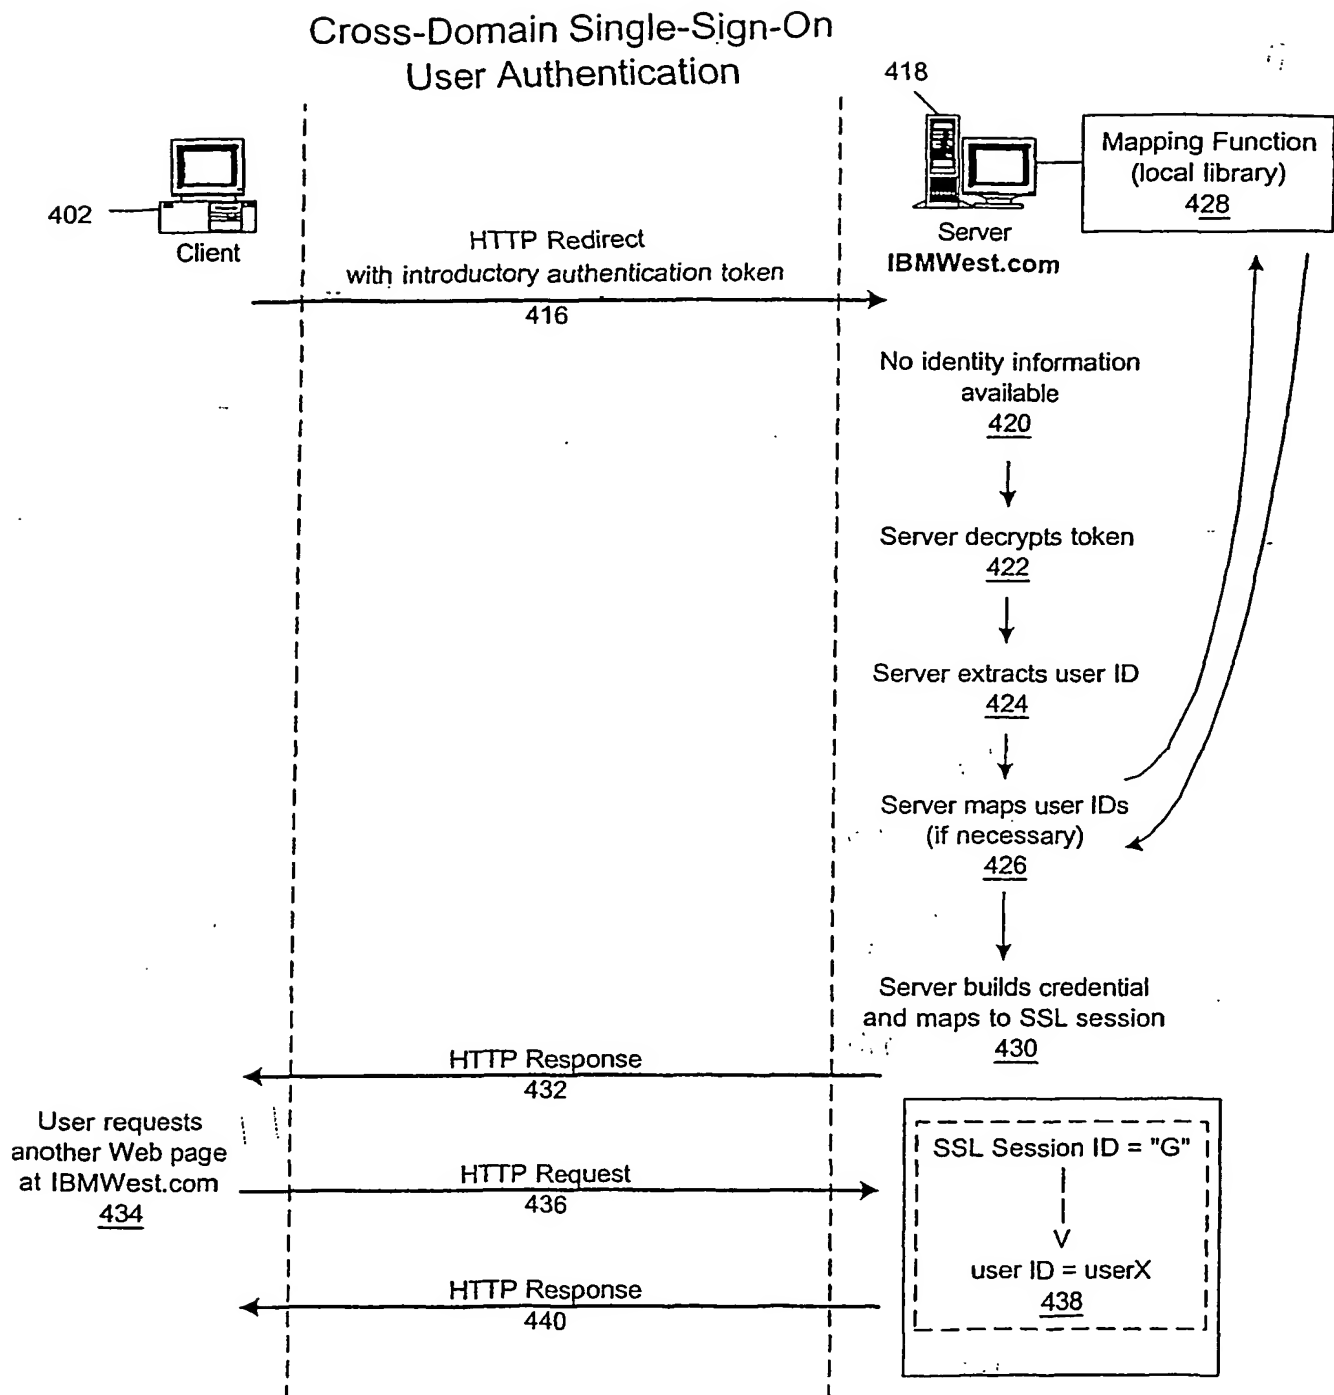 Cross-Domain Single-Sign-On
User Authentication
418
402
Client
Server
IBMWest.com
Mapping Function
(local library)
428
HTTP Redirect
with introductory authentication token
416
No identity information
available
420
Server decrypts token
422
Server extracts user ID
424
Server maps user IDs
(if necessary)
426
Server builds credential
and maps to SSL session
430
HTTP Response
432
User requests
another Web page
at IBMWest.com
434
HTTP Request
436
SSL Session ID = "G"
user ID = userX
438
HTTP Response
440